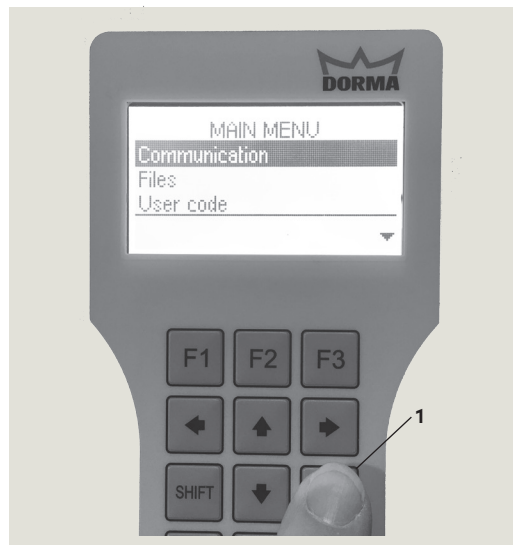 DORMA
MAIN MENU
Communication
Files
User code
F1 F2 F3
1
SHIFT